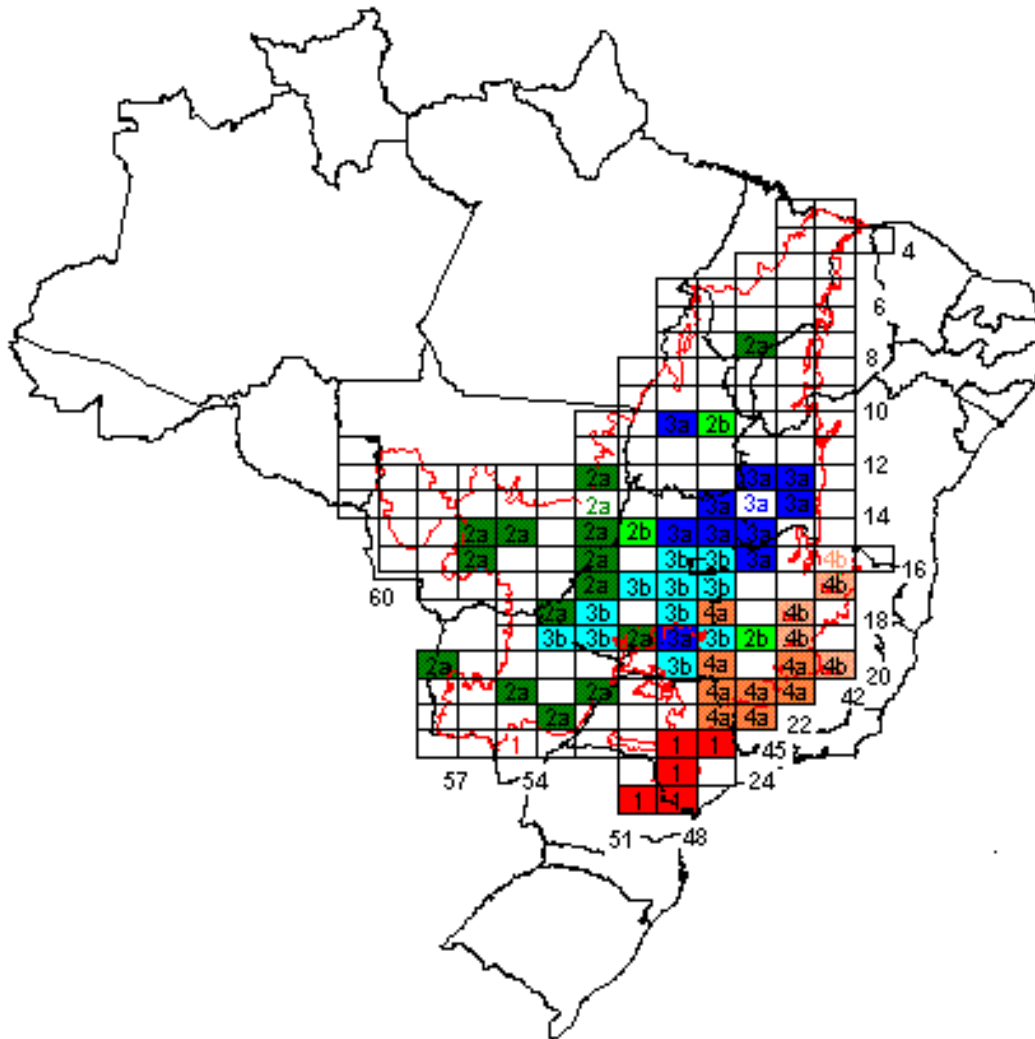 4
6
2a
8
10
3a 2b
12
2a 3a 3a
2a 3a 3a 3a
14
2a 2a 2a 2b 3a 3a 3a
2a 2a 3b 3b 3a 4b
16
60 2a 3b 3b 3b 4b
2a 3b 3b 4a 4b
18
3b 3b 2a 3a 3b 2b 4b
2a 3b 4a 4a 4b
20
2a 2a 4a 4a 4a
42
2a 4a 4a
22
1 1 1
45
57 54 1 24
1 1
51 48